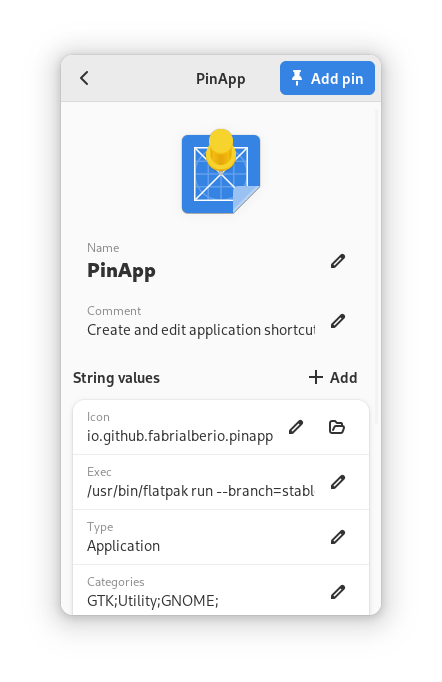 PinApp
Add pin
Name
PinApp
Comment
Create and edit application shortcut
String values
Add
Icon
io.github.fabrialberio.pinapp
Exec
/usr/bin/flatpak run --branch=stabl
Type
Application
Categories
GTK;Utility;GNOME;